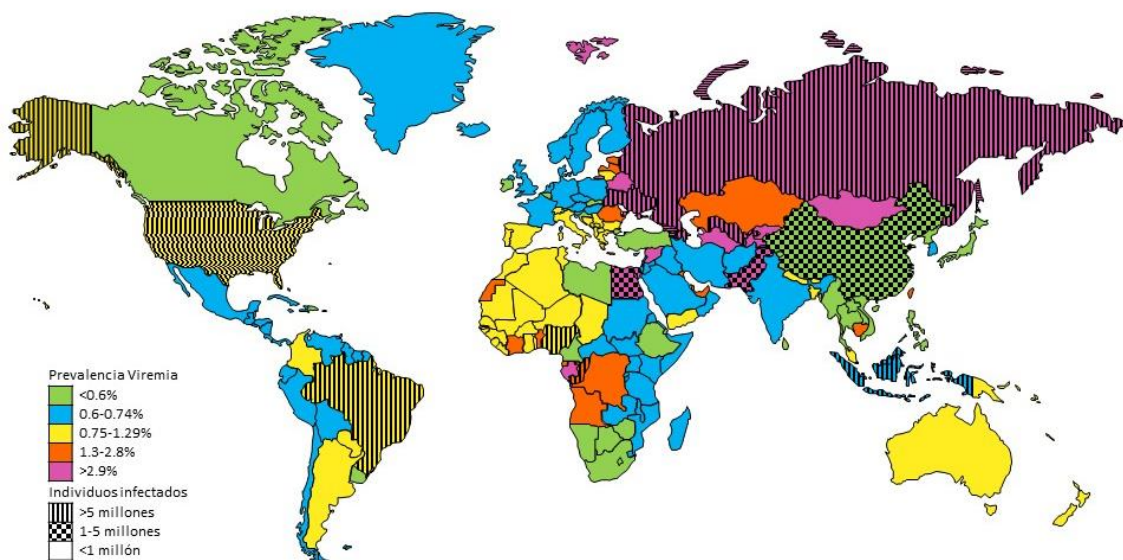 Prevalencia Viremia
<0.6%
0.6-0.74%
0.75-1.29%
1.3-2.8%
>2.9%
Individuos infectados
>5 millones
1-5 millones
<1 millón